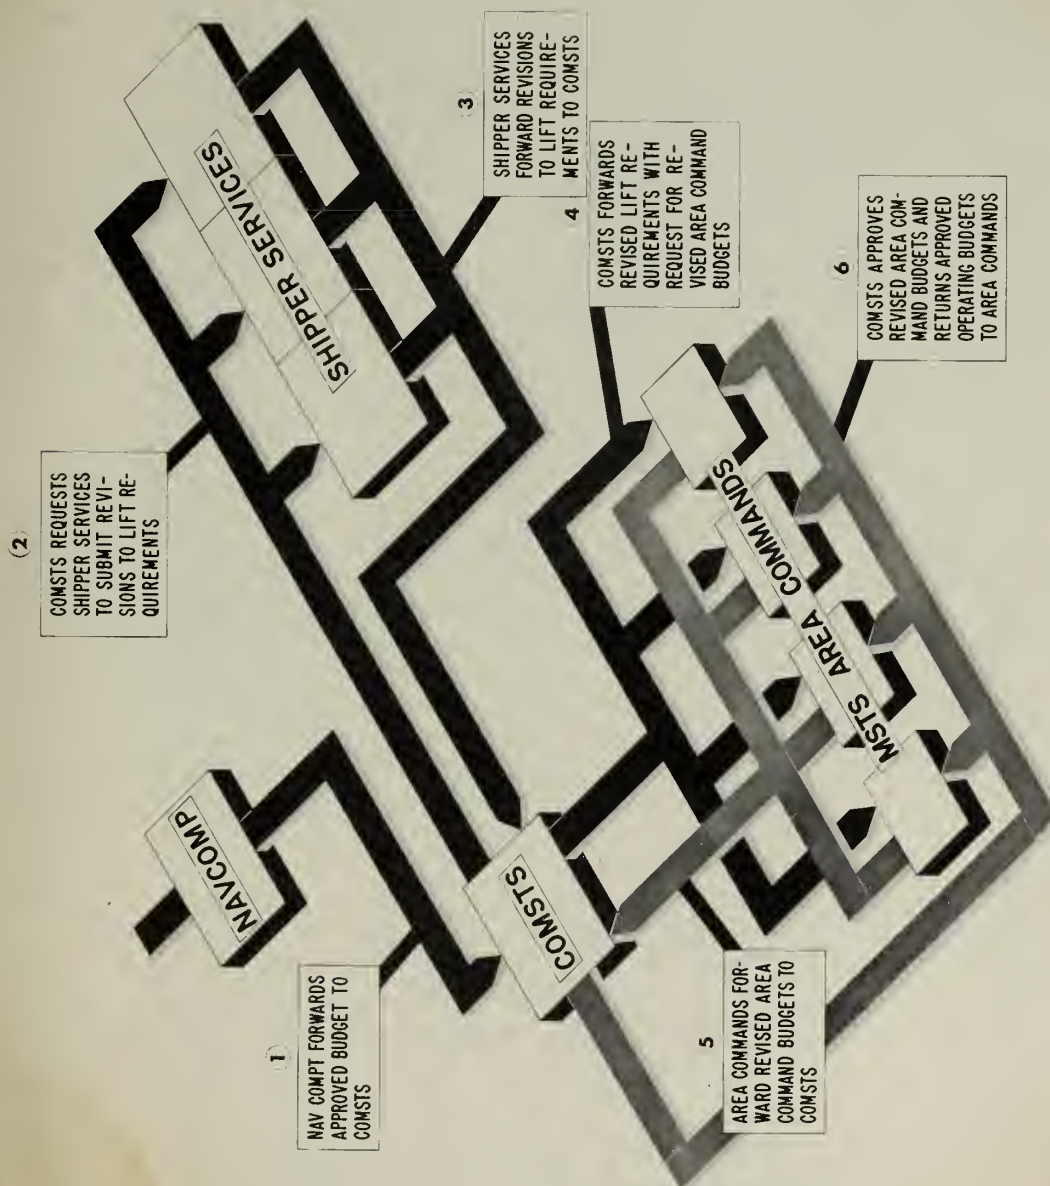 (1)
NAV COMPT FORWARDS
APPROVED BUDGET TO
COMSTS
(2)
COMSTS REQUESTS
SHIPPER SERVICES
TO SUBMIT REVI-
SIONS TO LIFT RE-
QUIREMENTS
(3)
SHIPPER SERVICES
FORWARD REVISIONS
TO LIFT REQUIRE-
MENTS TO COMSTS
4
COMSTS FORWARDS
REVISED LIFT RE-
QUIREMENTS WITH
REQUEST FOR RE-
VISED AREA COMMAND
BUDGETS
5
AREA COMMANDS FOR-
WARD REVISED AREA
COMMAND BUDGETS TO
COMSTS
6
COMSTS APPROVES
REVISED AREA COM-
MAND BUDGETS AND
RETURNS APPROVED
OPERATING BUDGETS
TO AREA COMMANDS
NAVCOMP
COMSTS
SHIPPER SERVICES
MSTS AREA COMMANDS